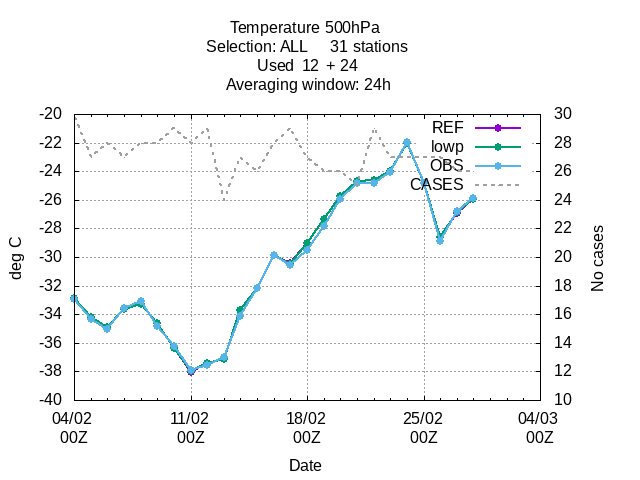 Temperature 500hPa
Selection: ALL 31 stations
Used 12 + 24
Averaging window: 24h
REF
lowp
OBS
CASES
-20
-22
-24
-26
-28
-30
-32
-34
-36
-38
-40
deg C
30
28
26
24
22
20
18
16
14
12
10
No cases
04/02 11/02 18/02 25/02 04/03
00Z 00Z 00Z 00Z 00Z
Date